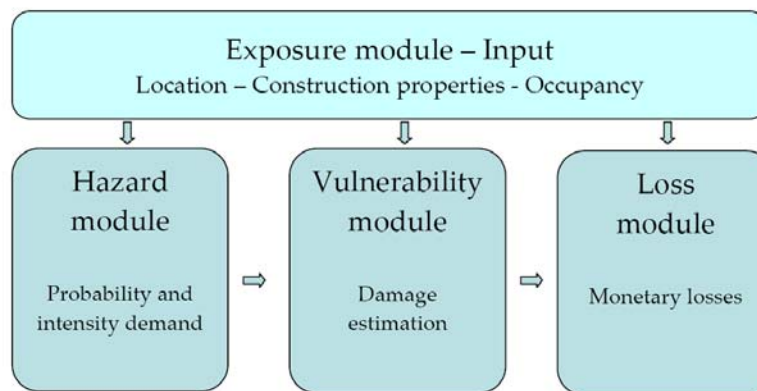 Exposure module – Input
Location – Construction properties - Occupancy
Hazard
module
Probability and
intensity demand
Vulnerability
module
Damage
estimation
Loss
module
Monetary losses